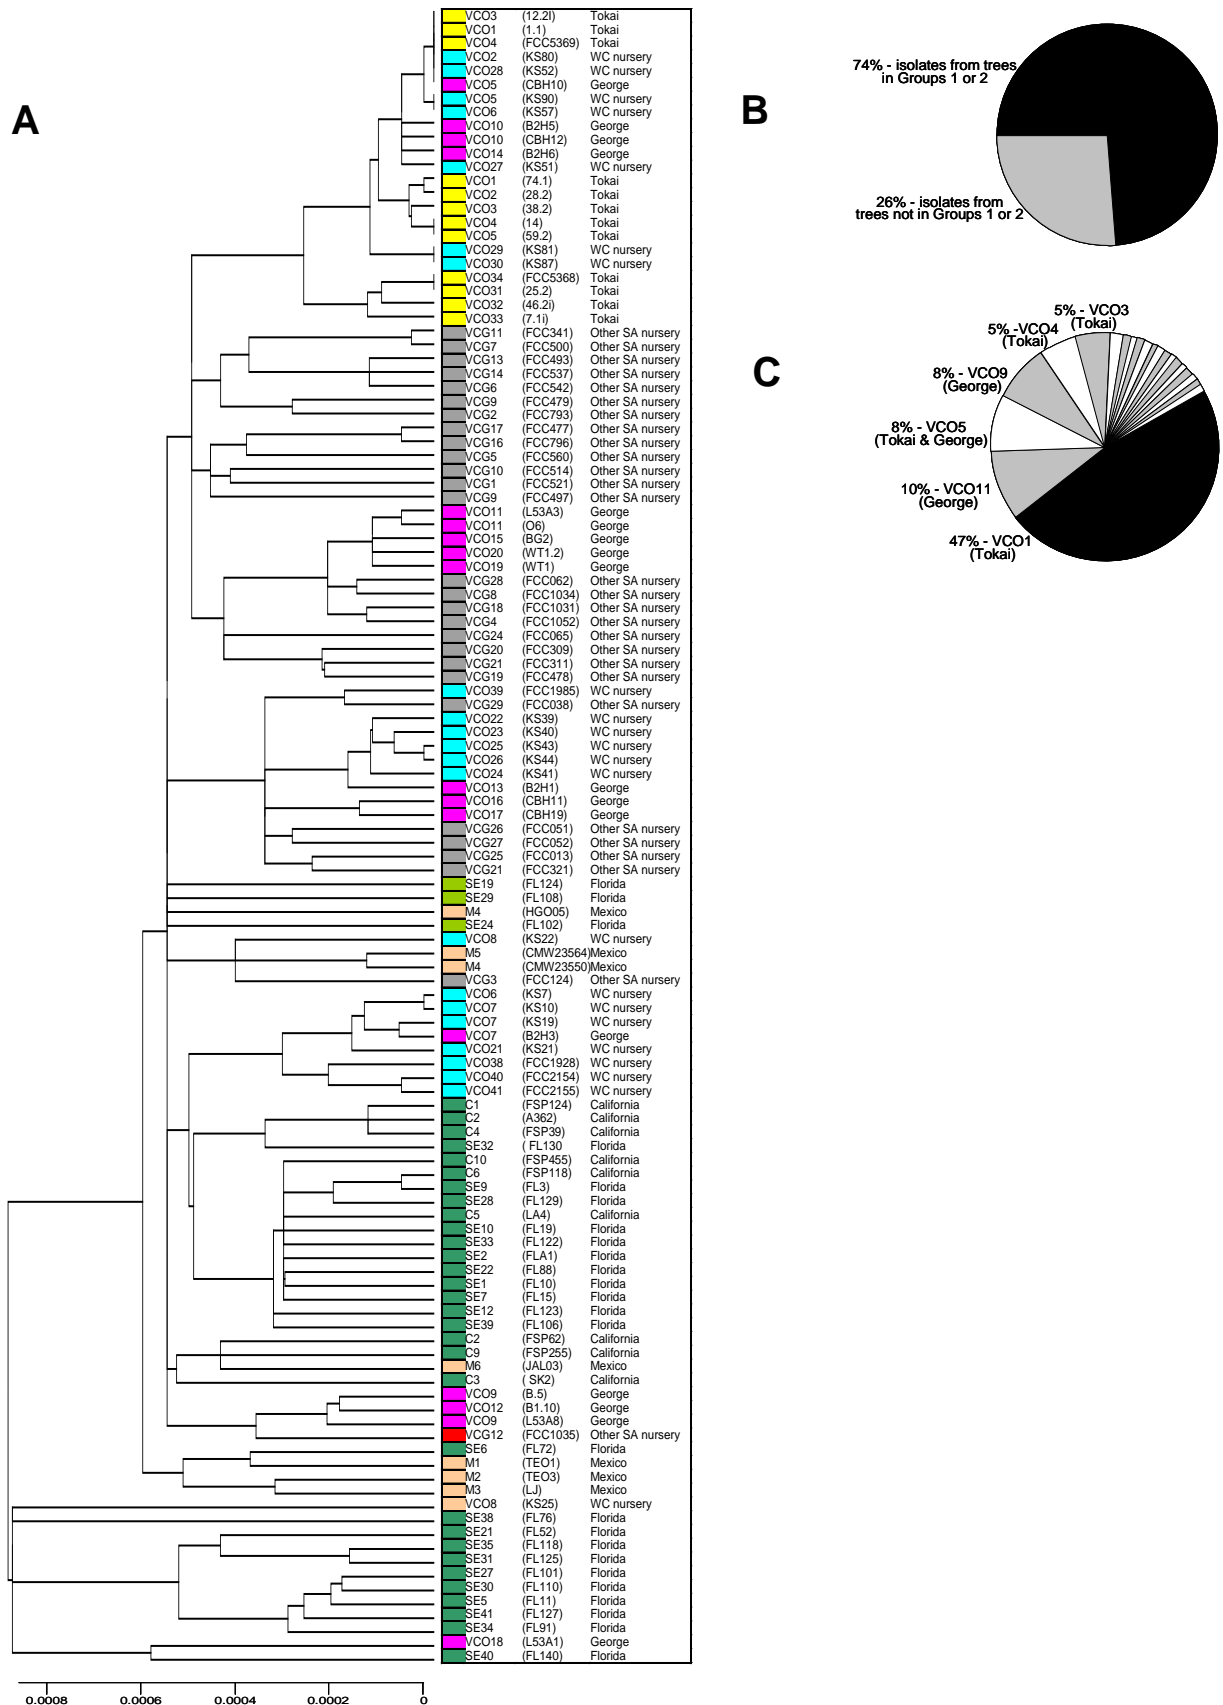 A
VCO3 (12.2I) Tokai
VCO1 (1.1) Tokai
VCO4 (FCC5369) Tokai
VCO2 (KS80) WC nursery
VCO28 (KS52) WC nursery
VCO5 (CBH10) George
VCO5 (KS90) WC nursery
VCO6 (KS57) WC nursery
VCO10 (B2H5) George
VCO10 (CBH12) George
VCO14 (B2H6) George
VCO27 (KS51) WC nursery
VCO1 (74.1) Tokai
VCO2 (28.2) Tokai
VCO3 (38.2) Tokai
VCO4 (14) Tokai
VCO5 (59.2) Tokai
VCO29 (KS81) WC nursery
VCO30 (KS87) WC nursery
VCO34 (FCC5368) Tokai
VCO31 (25.2) Tokai
VCO32 (46.2i) Tokai
VCO33 (7.1i) Tokai
VCG11 (FCC341) Other SA nursery
VCG7 (FCC500) Other SA nursery
VCG13 (FCC493) Other SA nursery
VCG14 (FCC537) Other SA nursery
VCG6 (FCC542) Other SA nursery
VCG9 (FCC479) Other SA nursery
VCG2 (FCC793) Other SA nursery
VCG17 (FCC477) Other SA nursery
VCG16 (FCC796) Other SA nursery
VCG5 (FCC560) Other SA nursery
VCG10 (FCC514) Other SA nursery
VCG1 (FCC521) Other SA nursery
VCG9 (FCC497) Other SA nursery
VCO11 (L53A3) George
VCO11 (O6) George
VCO15 (BG2) George
VCO20 (WT1.2) George
VCO19 (WT1) George
VCG28 (FCC062) Other SA nursery
VCG8 (FCC1034) Other SA nursery
VCG18 (FCC1031) Other SA nursery
VCG4 (FCC1052) Other SA nursery
VCG24 (FCC065) Other SA nursery
VCG20 (FCC309) Other SA nursery
VCG21 (FCC311) Other SA nursery
VCG19 (FCC478) Other SA nursery
VCO39 (FCC1985) WC nursery
VCG29 (FCC038) Other SA nursery
VCO22 (KS39) WC nursery
VCO23 (KS40) WC nursery
VCO25 (KS43) WC nursery
VCO26 (KS44) WC nursery
VCO24 (KS41) WC nursery
VCO13 (B2H1) George
VCO16 (CBH11) George
VCO17 (CBH19) George
VCG26 (FCC051) Other SA nursery
VCG27 (FCC052) Other SA nursery
VCG25 (FCC013) Other SA nursery
VCG21 (FCC321) Other SA nursery
SE19 (FL124) Florida
SE29 (FL108) Florida
M4 (HGO05) Mexico
SE24 (FL102) Florida
VCO8 (KS22) WC nursery
M5 (CMW23564) Mexico
M4 (CMW23550) Mexico
VCG3 (FCC124) Other SA nursery
VCO6 (KS7) WC nursery
VCO7 (KS10) WC nursery
VCO7 (KS19) WC nursery
VCO7 (B2H3) George
VCO21 (KS21) WC nursery
VCO38 (FCC1928) WC nursery
VCO40 (FCC2154) WC nursery
VCO41 (FCC2155) WC nursery
C1 (FSP124) California
C2 (A362) California
C4 (FSP39) California
SE32 ( FL130 Florida
C10 (FSP455) California
C6 (FSP118) California
SE9 (FL3) Florida
SE28 (FL129) Florida
C5 (LA4) California
SE10 (FL19) Florida
SE33 (FL122) Florida
SE2 (FLA1) Florida
SE22 (FL88) Florida
SE1 (FL10) Florida
SE7 (FL15) Florida
SE12 (FL123) Florida
SE39 (FL106) Florida
C2 (FSP62) California
C9 (FSP255) California
M6 (JAL03) Mexico
C3 ( SK2) California
VCO9 (B.5) George
VCO12 (B1.10) George
VCO9 (L53A8) George
VCG12 (FCC1035) Other SA nursery
SE6 (FL72) Florida
M1 (TEO1) Mexico
M2 (TEO3) Mexico
M3 (LJ) Mexico
VCO8 (KS25) WC nursery
SE38 (FL76) Florida
SE21 (FL52) Florida
SE35 (FL118) Florida
SE31 (FL125) Florida
SE27 (FL101) Florida
SE30 (FL110) Florida
SE5 (FL11) Florida
SE41 (FL127) Florida
SE34 (FL91) Florida
VCO18 (L53A1) George
SE40 (FL140) Florida
0.0008 0.0006 0.0004 0.0002 0
B
74% - isolates from trees
in Groups 1 or 2
26% - isolates from
trees not in Groups 1 or 2
C
5% - VCO3
(Tokai)
5% -VCO4
(Tokai)
8% - VCO9
(George)
8% - VCO5
(Tokai & George)
10% - VCO11
(George)
47% - VCO1
(Tokai)